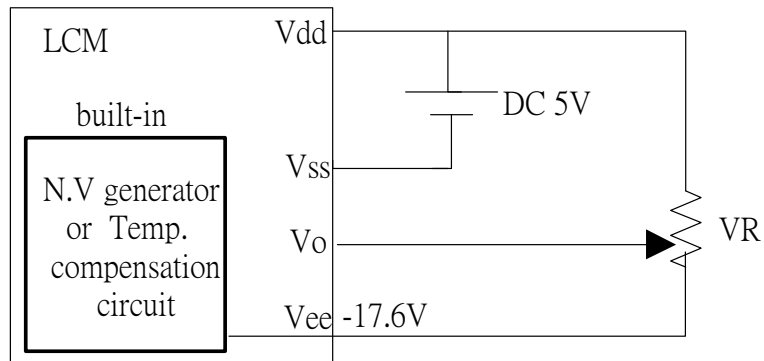 LCM
Vdd
DC 5V
built-in
Vss
N.V generator
or Temp.
compensation
circuit
Vo
VR
Vee -17.6V